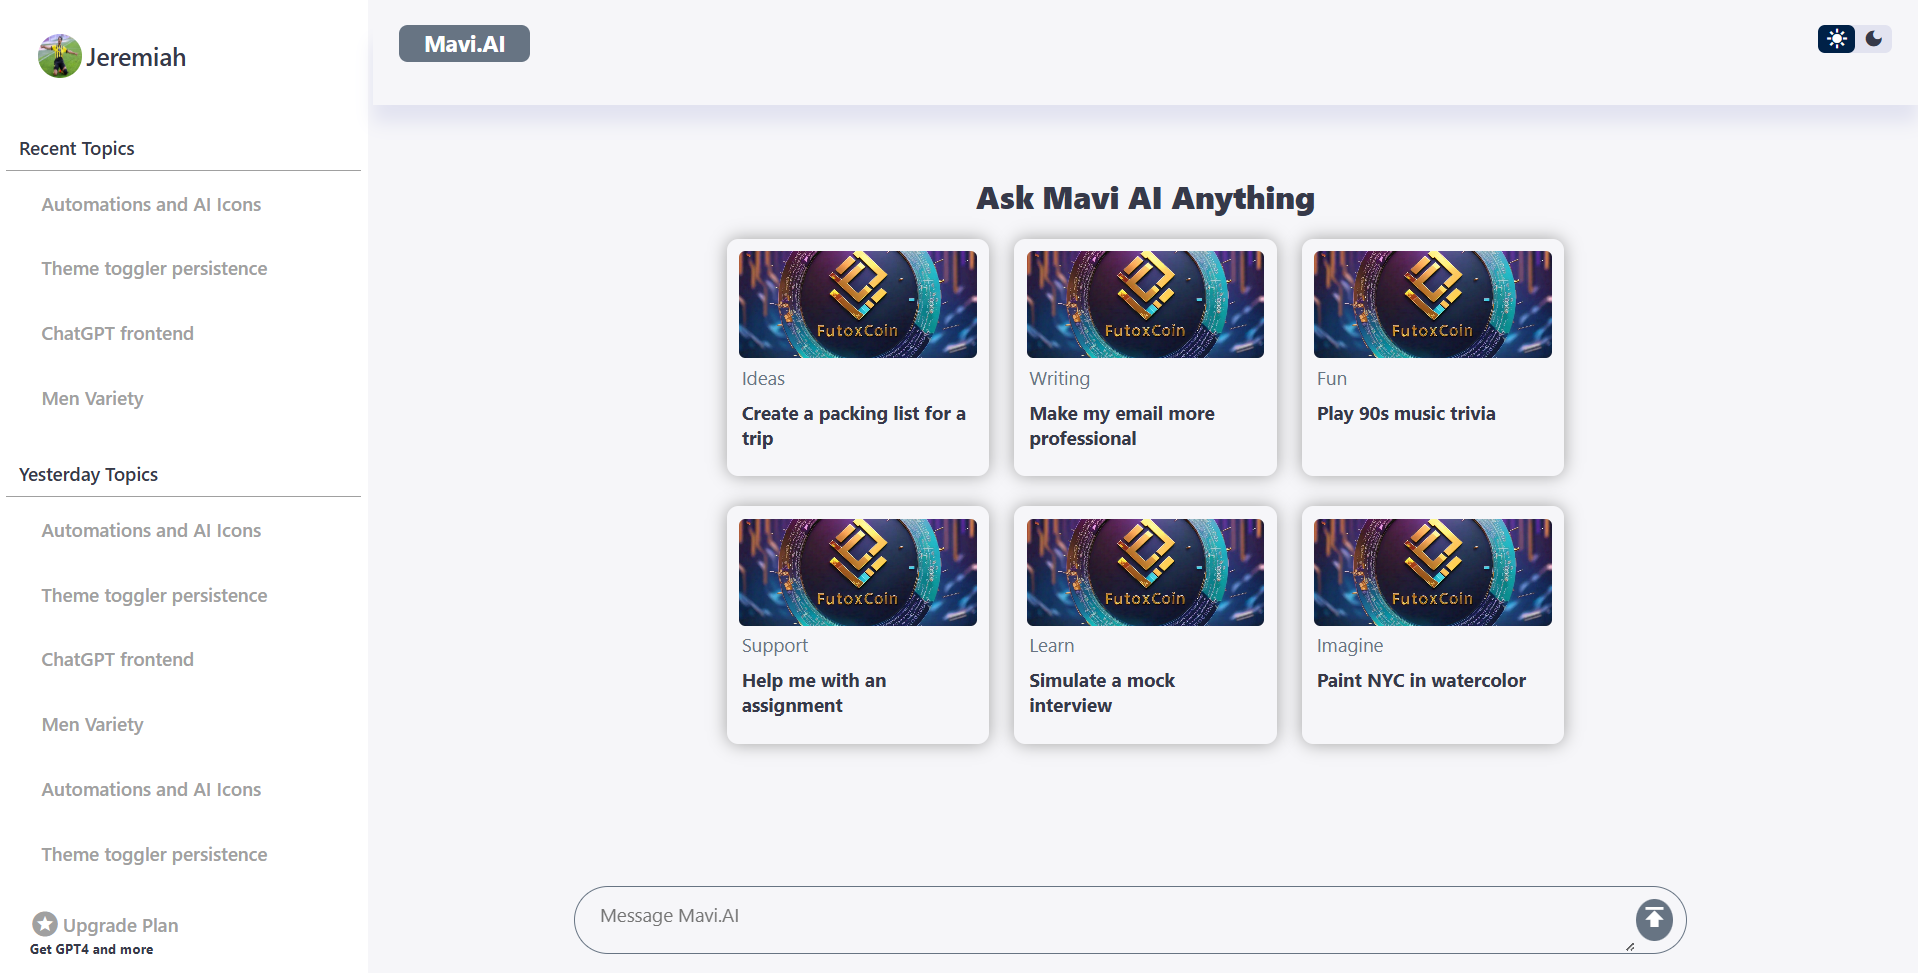 Jeremiah
Recent Topics
Automations and AI Icons
Theme toggler persistence
ChatGPT frontend
Men Variety
Yesterday Topics
Automations and AI Icons
Theme toggler persistence
ChatGPT frontend
Men Variety
Automations and AI Icons
Theme toggler persistence
Upgrade Plan
Get GPT4 and more
Mavi.AI
Ask Mavi AI Anything
FutoxCoin
Ideas
Create a packing list for a
trip
FutoxCoin
Writing
Make my email more
professional
FutoxCoin
Fun
Play 90s music trivia
FutoxCoin
Support
Help me with an
assignment
FutoxCoin
Learn
Simulate a mock
interview
FutoxCoin
Imagine
Paint NYC in watercolor
Message Mavi.AI